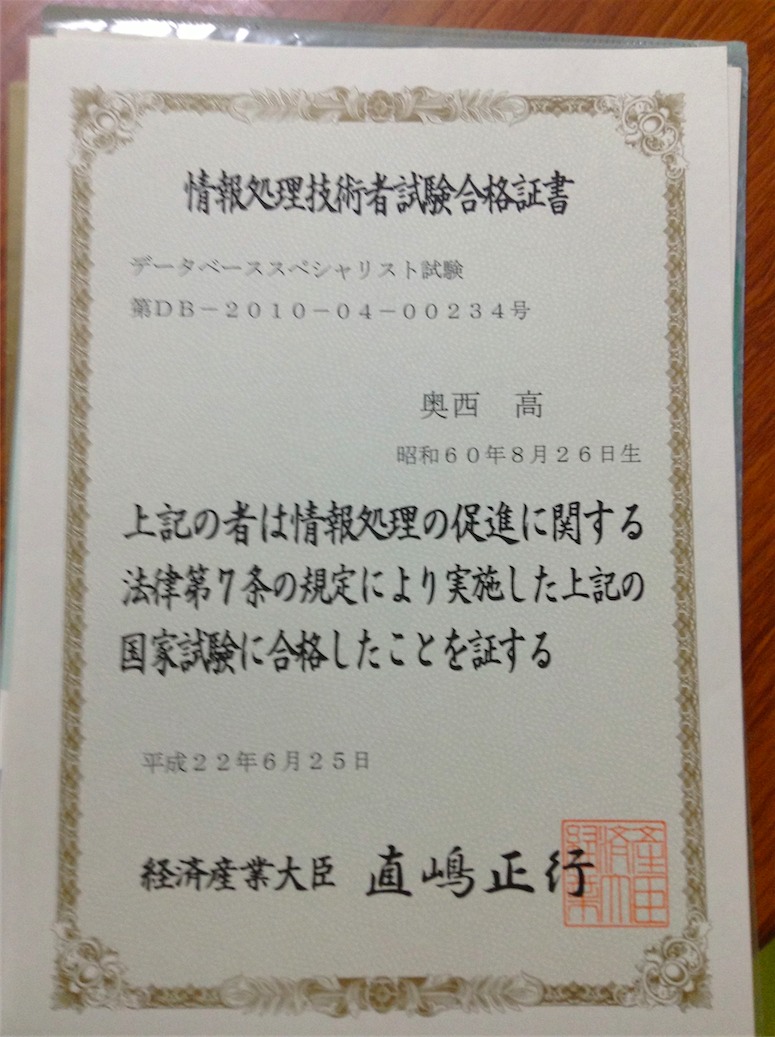 情報処理技術者試験合格証書
データベーススペシャリスト試験
第DB－2010－04－00234号
奥西　高
昭和60年8月26日生
上記の者は情報処理の促進に関する
法律第7条の規定により実施した上記の
国家試験に合格したことを証する
平成22年6月25日
経済産業大臣　直嶋正行